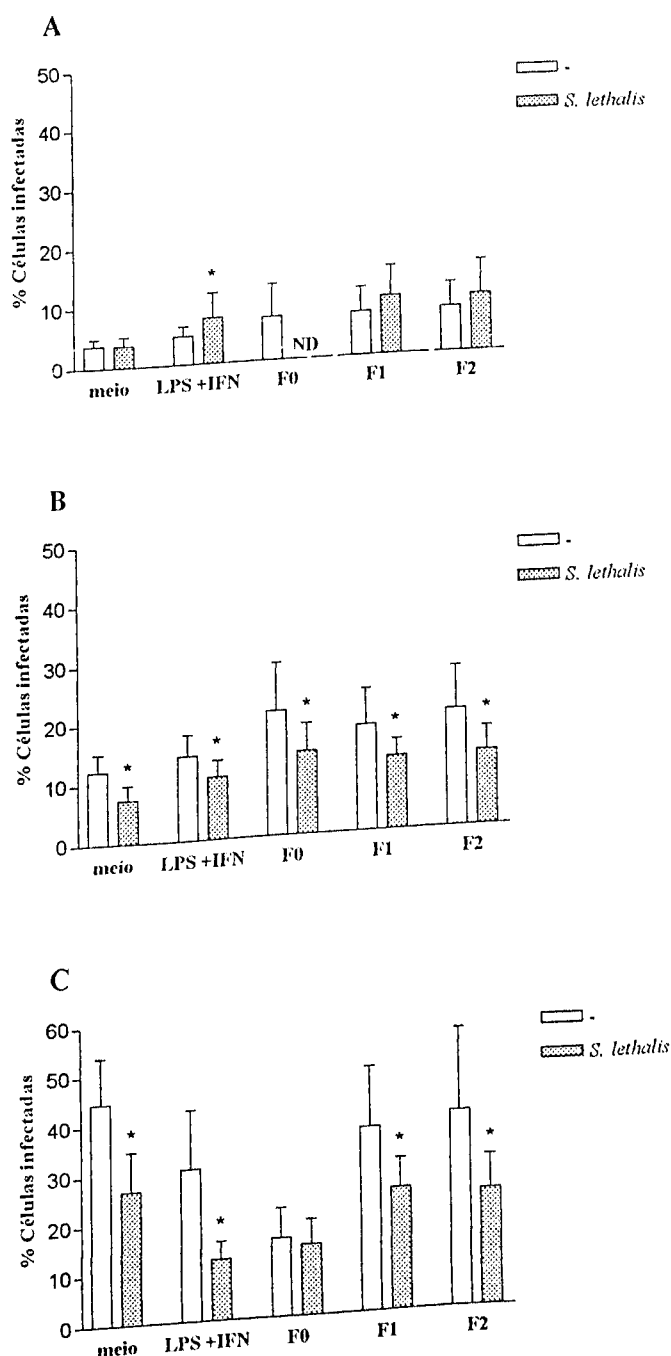 A
-
S. lethalis
% Células infectadas
50
40
30
20
10
0
*
ND
meio LPS +IFN F0 F1 F2
B
-
S. lethalis
% Células infectadas
50
40
30
20
10
0
* * * * *
meio LPS +IFN F0 F1 F2
C
-
S. lethalis
% Células infectadas
60
50
40
30
20
10
0
* * * *
meio LPS +IFN F0 F1 F2